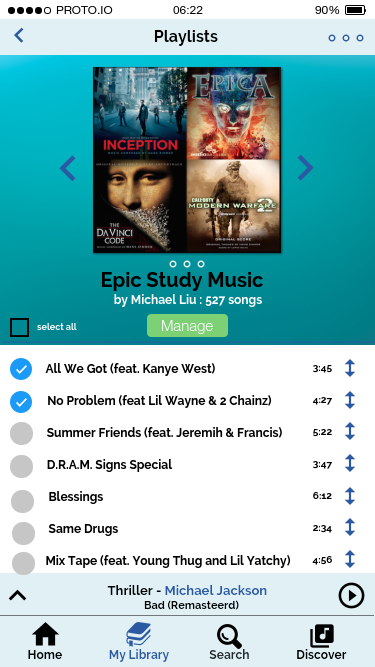 PROTO.IO 06:22 90%
Playlists
INCEPTION
EPICA
THE
DA VINCI
CODE
CALL OF DUTY
MODERN WARFARE 2
ORIGINAL SCORE
Epic Study Music
by Michael Liu : 527 songs
select all
Manage
All We Got (feat. Kanye West) 3:45
No Problem (feat Lil Wayne & 2 Chainz) 4:27
Summer Friends (feat. Jeremih & Francis) 5:22
D.R.A.M. Signs Special 3:47
Blessings 6:12
Same Drugs 2:34
Mix Tape (feat. Young Thug and Lil Yatchy) 4:56
Thriller - Michael Jackson
Bad (Remasteerd)
Home My Library Search Discover